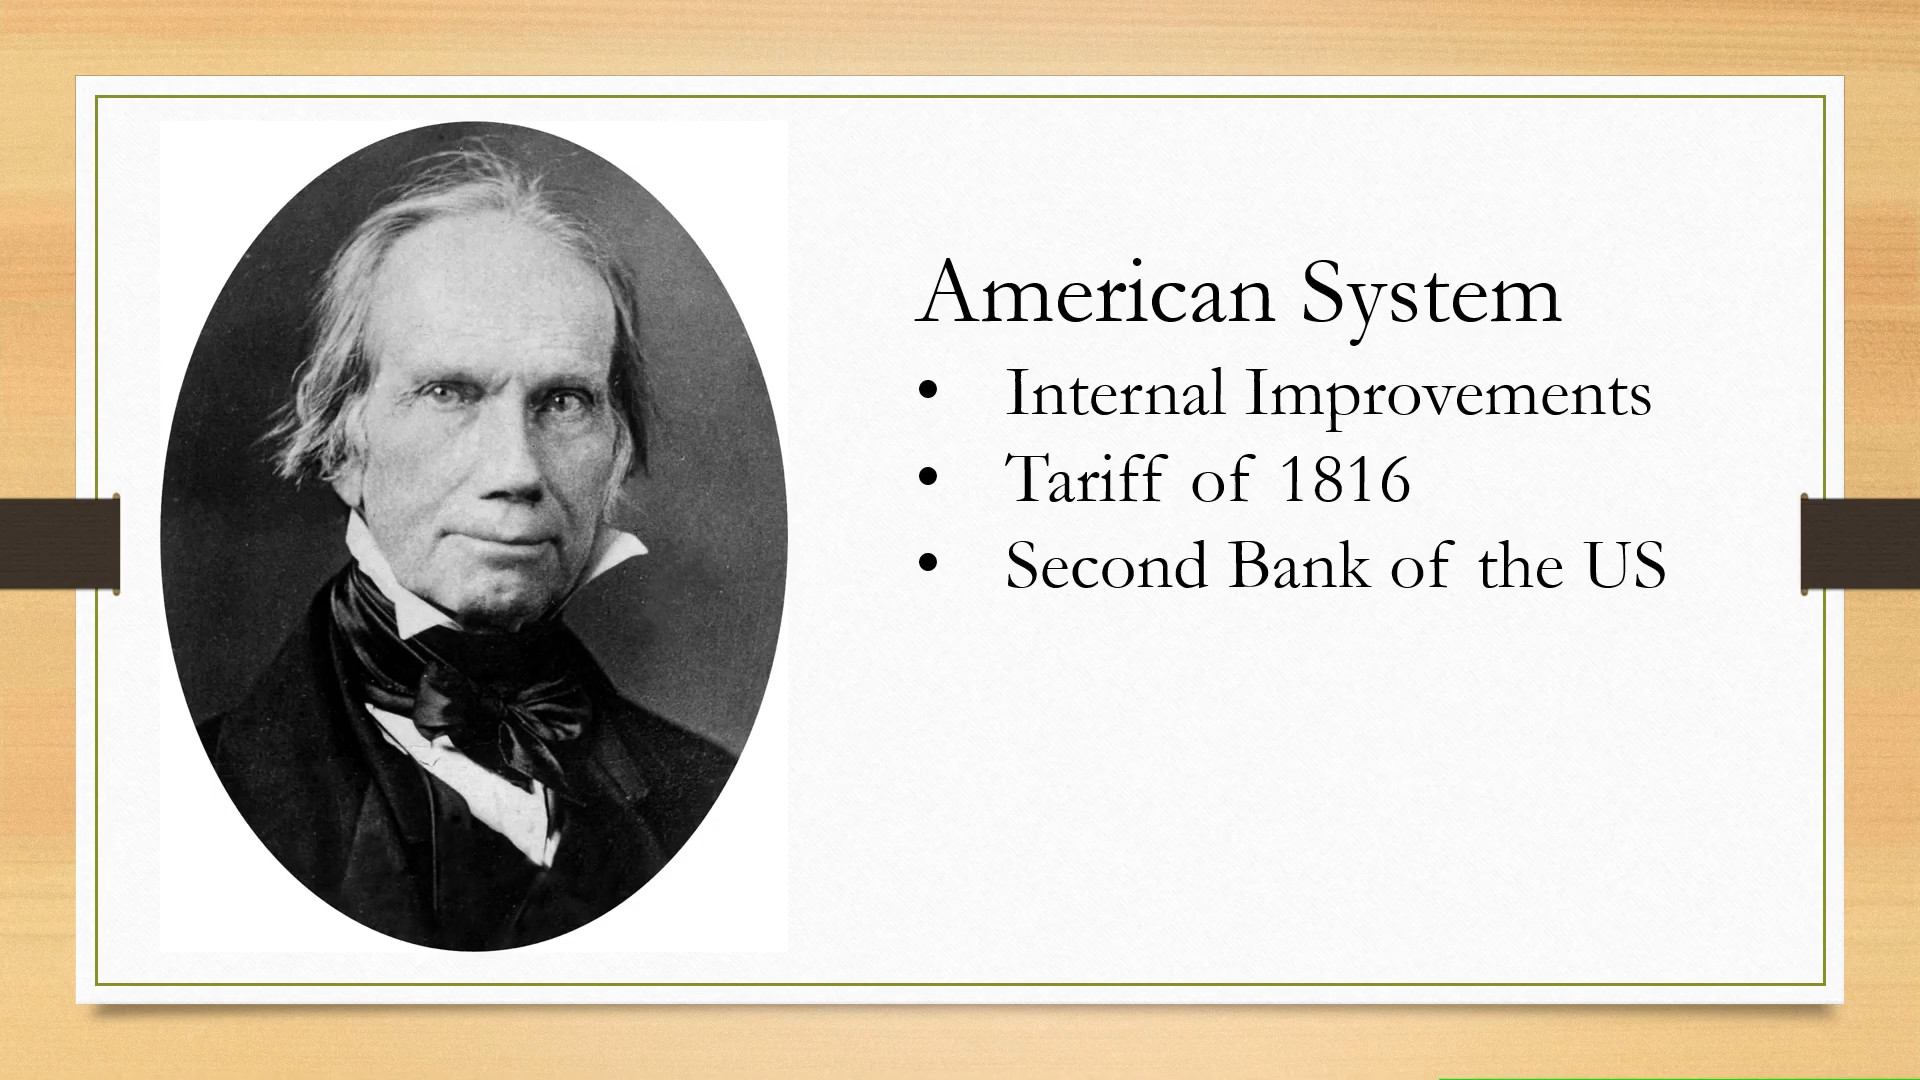 American System
• Internal Improvements
• Tariff of 1816
• Second Bank of the US